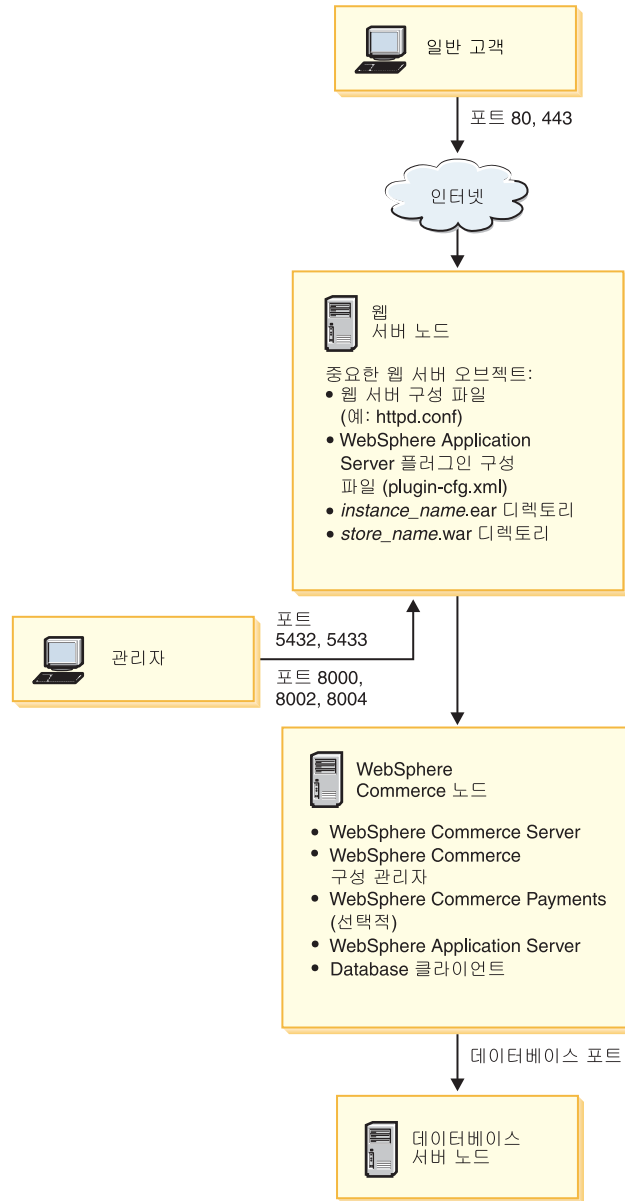 일반 고객
포트 80, 443
인터넷
웹
서버 노드
중요한 웹 서버 오브젝트:
• 웹 서버 구성 파일
(예: httpd.conf)
• WebSphere Application
Server 플러그인 구성
파일 (plugin-cfg.xml)
• instance_name.ear 디렉토리
• store_name.war 디렉토리
관리자
포트
5432, 5433
포트 8000,
8002, 8004
WebSphere
Commerce 노드
• WebSphere Commerce Server
• WebSphere Commerce
구성 관리자
• WebSphere Commerce Payments
(선택적)
• WebSphere Application Server
• Database 클라이언트
데이터베이스 포트
데이터베이스
서버 노드